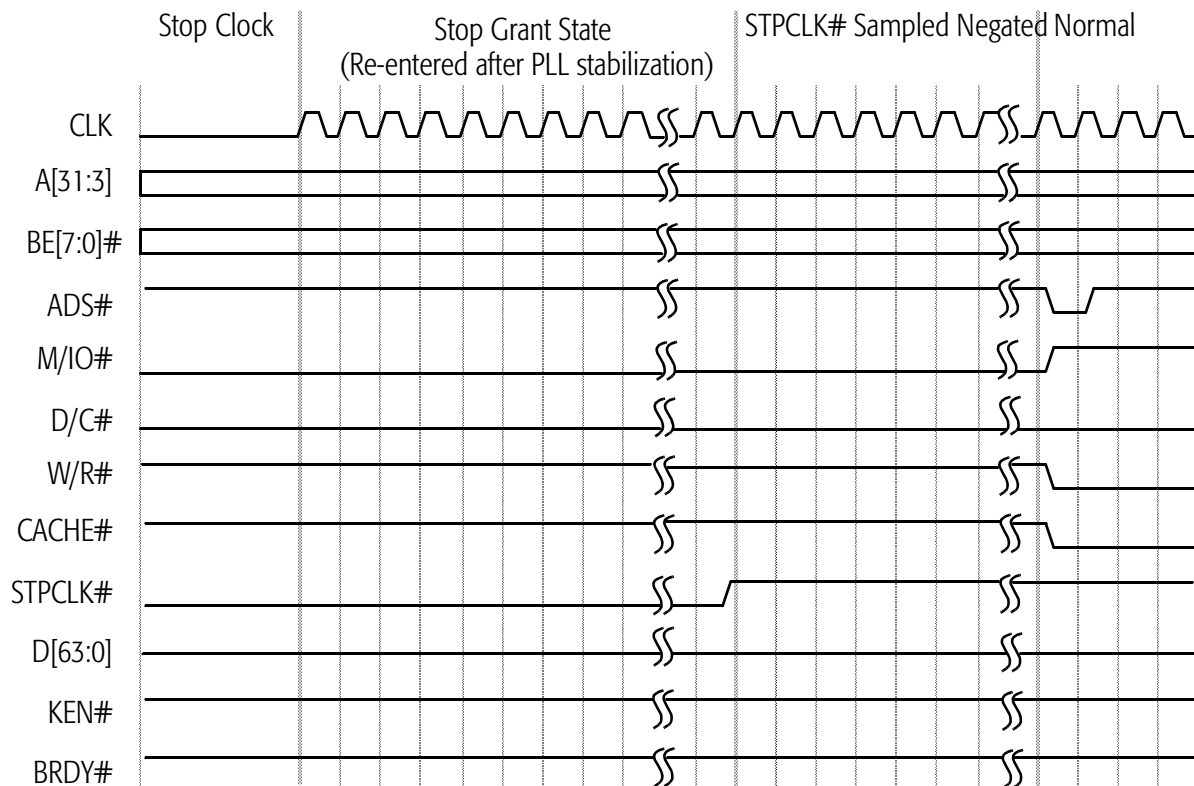 Stop Clock
Stop Grant State
(Re-entered after PLL stabilization)
STPCLK# Sampled Negated
Normal
CLK
A[31:3]
BE[7:0]#
ADS#
M/IO#
D/C#
W/R#
CACHE#
STPCLK#
D[63:0]
KEN#
BRDY#